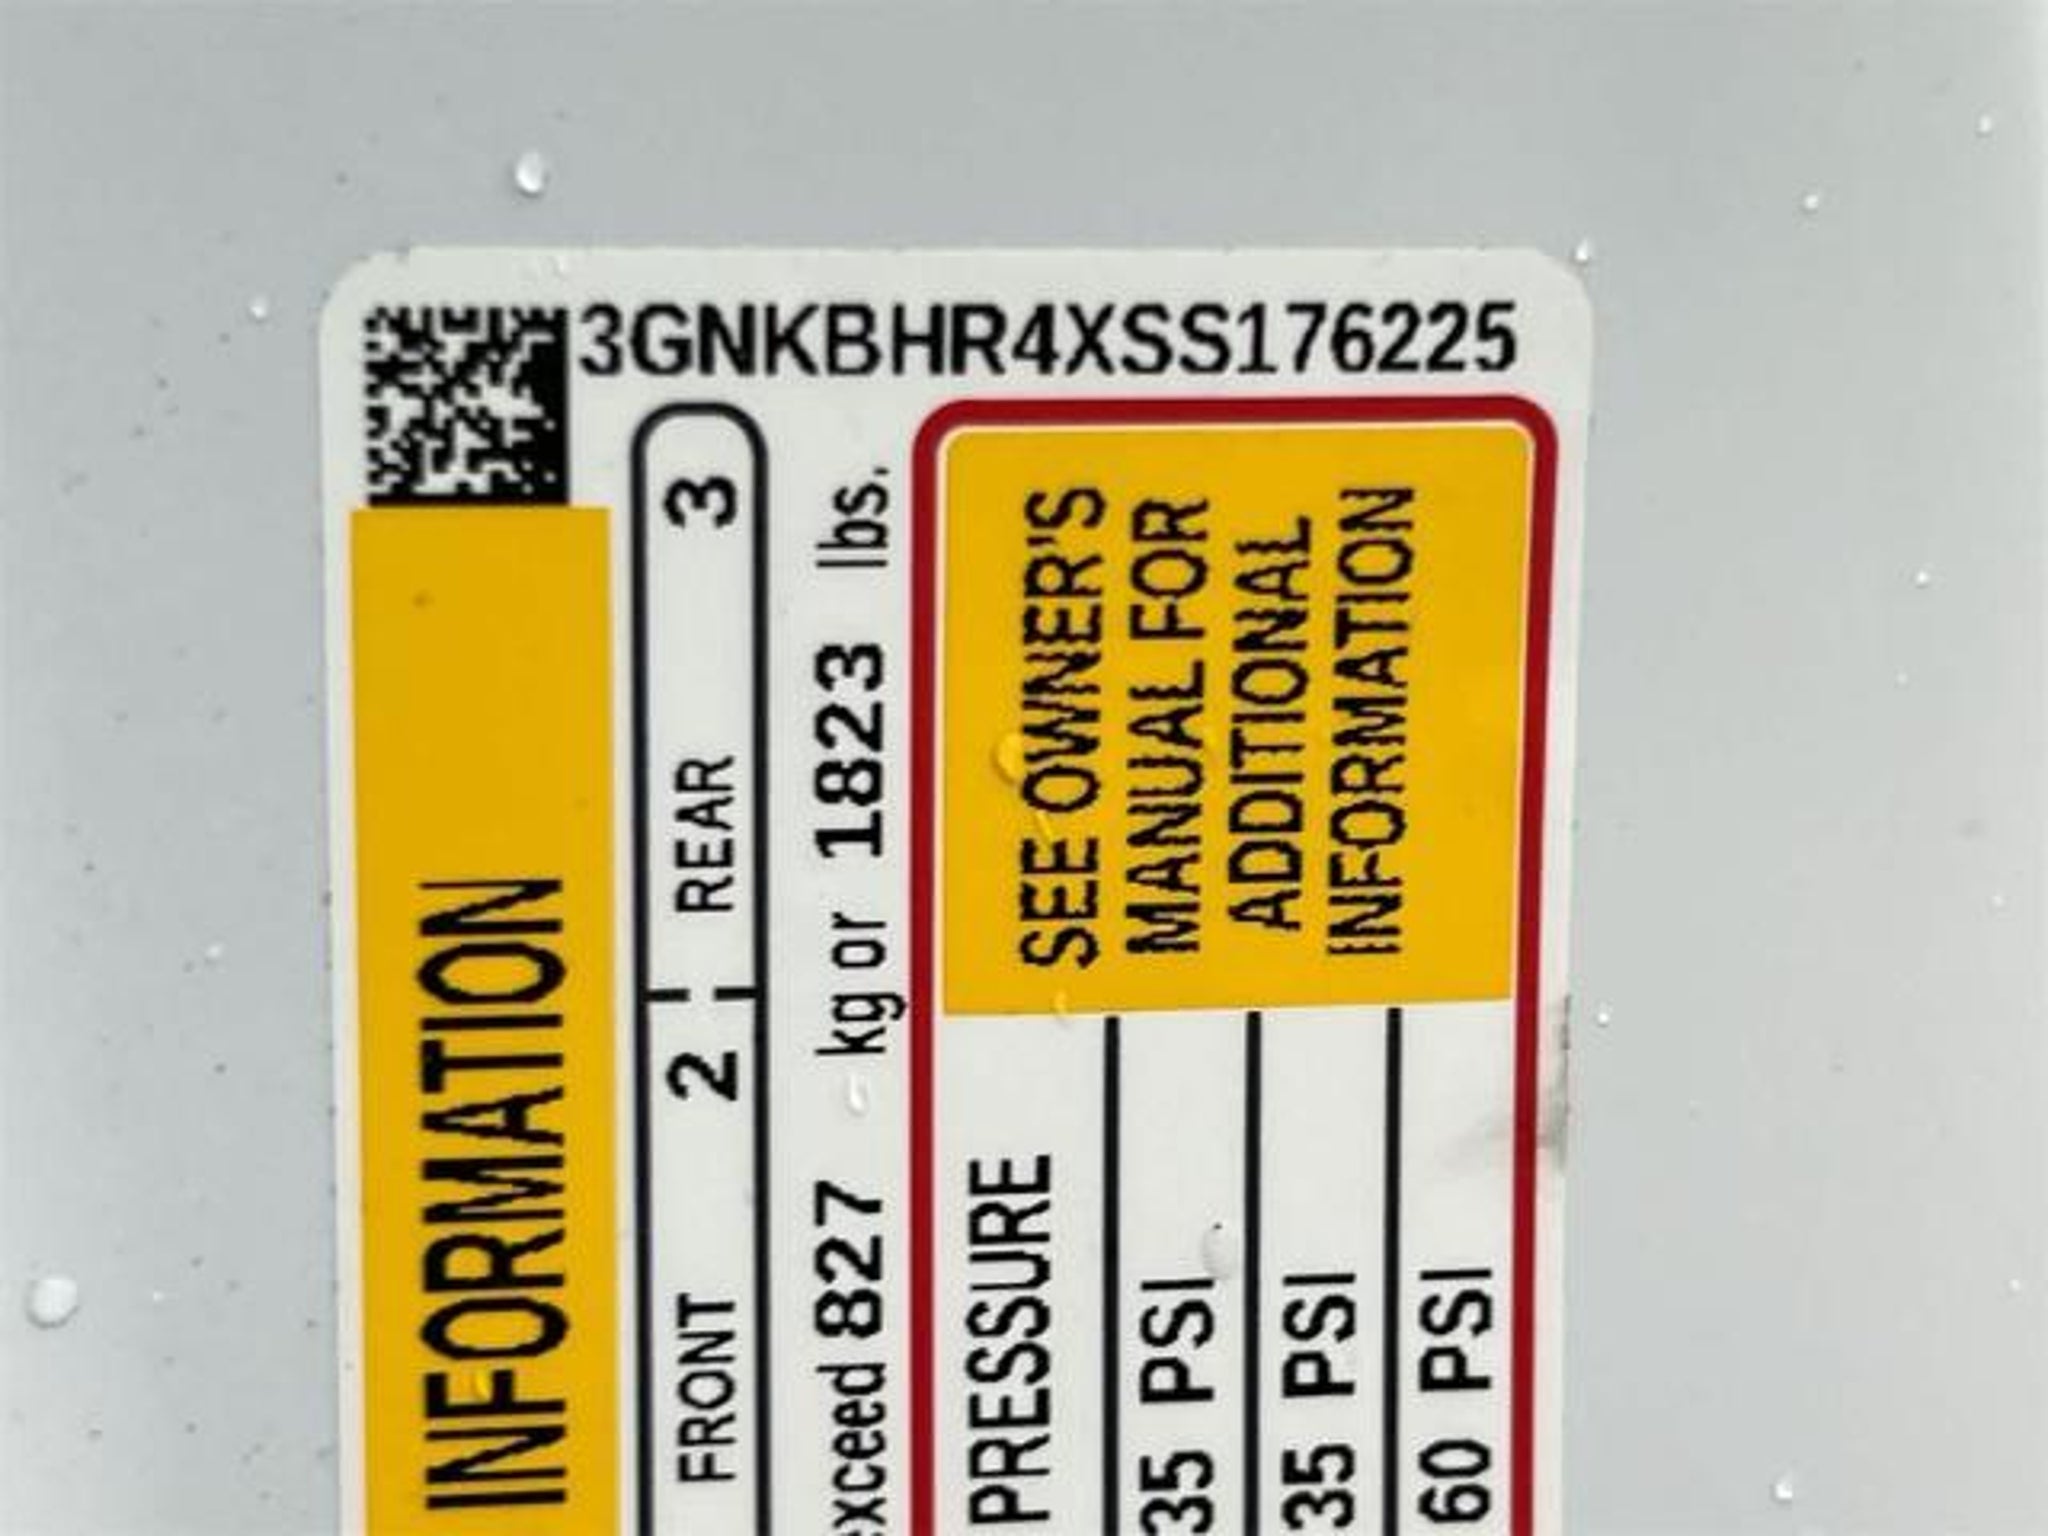 3GNKBHR4XSS176225
INFORMATION
FRONT 2 REAR 3
exceed 827 kg or 1823 lbs.
PRESSURE
35 PSI
35 PSI
60 PSI
SEE OWNER'S
MANUAL FOR
ADDITIONAL
INFORMATION